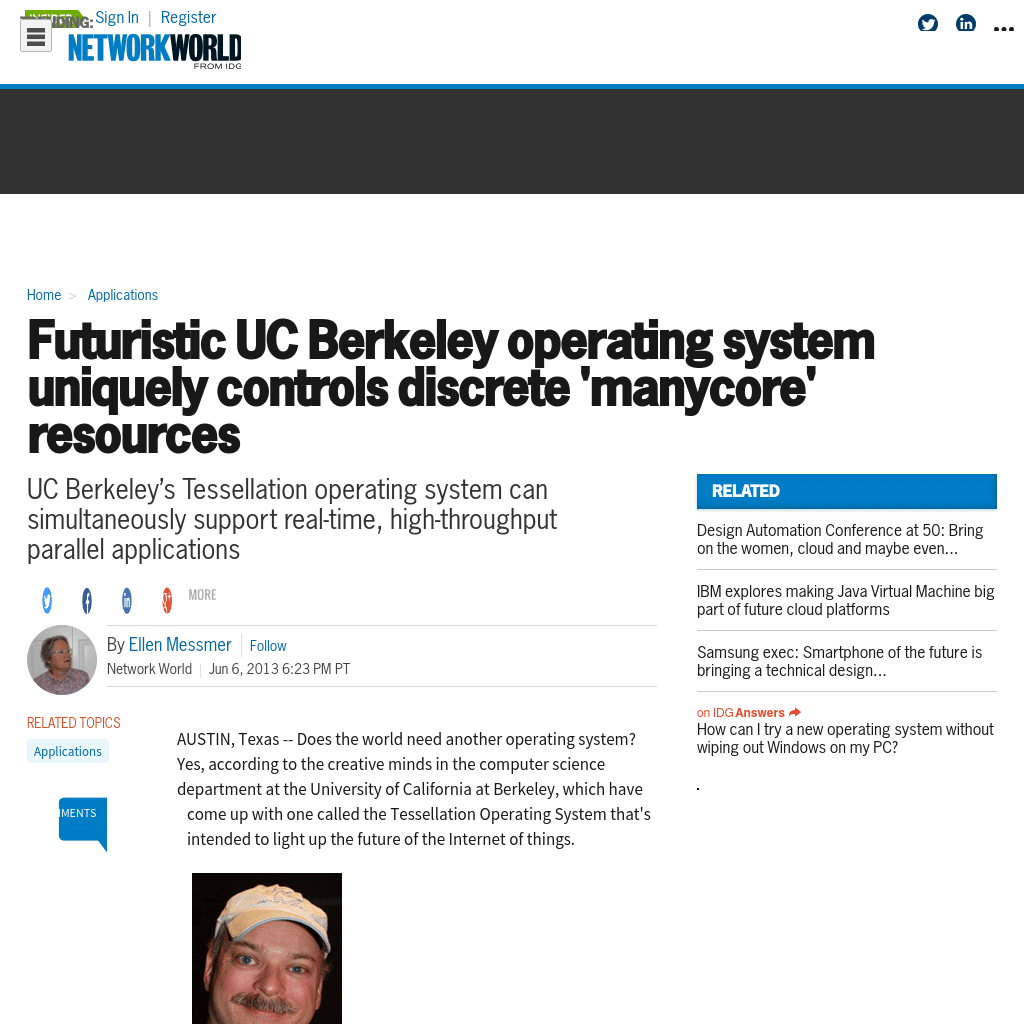 Sign In | Register
NETWORKWORLD
FROM IDG
Home > Applications
Futuristic UC Berkeley operating system
uniquely controls discrete 'manycore'
resources
UC Berkeley’s Tessellation operating system can
simultaneously support real-time, high-throughput
parallel applications
MORE
By Ellen Messmer | Follow
Network World | Jun 6, 2013 6:23 PM PT
RELATED TOPICS
Applications
MENTS
AUSTIN, Texas -- Does the world need another operating system?
Yes, according to the creative minds in the computer science
department at the University of California at Berkeley, which have
come up with one called the Tessellation Operating System that's
intended to light up the future of the Internet of things.
RELATED
Design Automation Conference at 50: Bring
on the women, cloud and maybe even...
IBM explores making Java Virtual Machine big
part of future cloud platforms
Samsung exec: Smartphone of the future is
bringing a technical design...
on IDG Answers
How can I try a new operating system without
wiping out Windows on my PC?